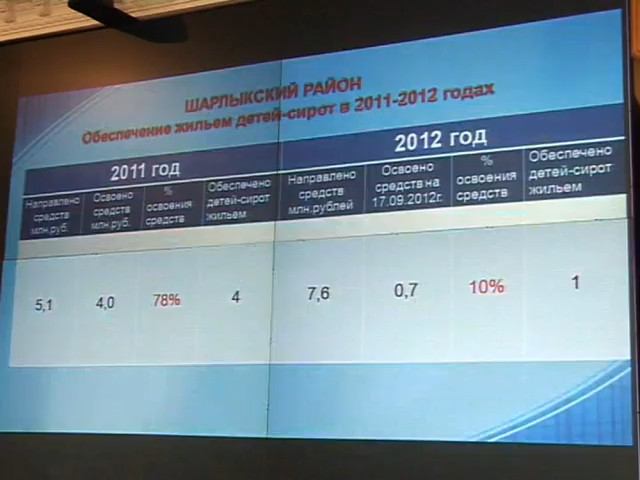 ШАРЛЫКСКИЙ РАЙОН
Обеспечение жильем детей-сирот в 2011-2012 годах
2011 год
2012 год
Направлено средств млн.руб.
Освоено средств млн.руб.
% освоения средств
Обеспечено детей-сирот жильем
Направлено средств млн.рублей
Освоено средств на 17.09.2012г.
% освоения средств
Обеспечено детей-сирот жильем
5,1 4,0 78% 4 7,6 0,7 10% 1